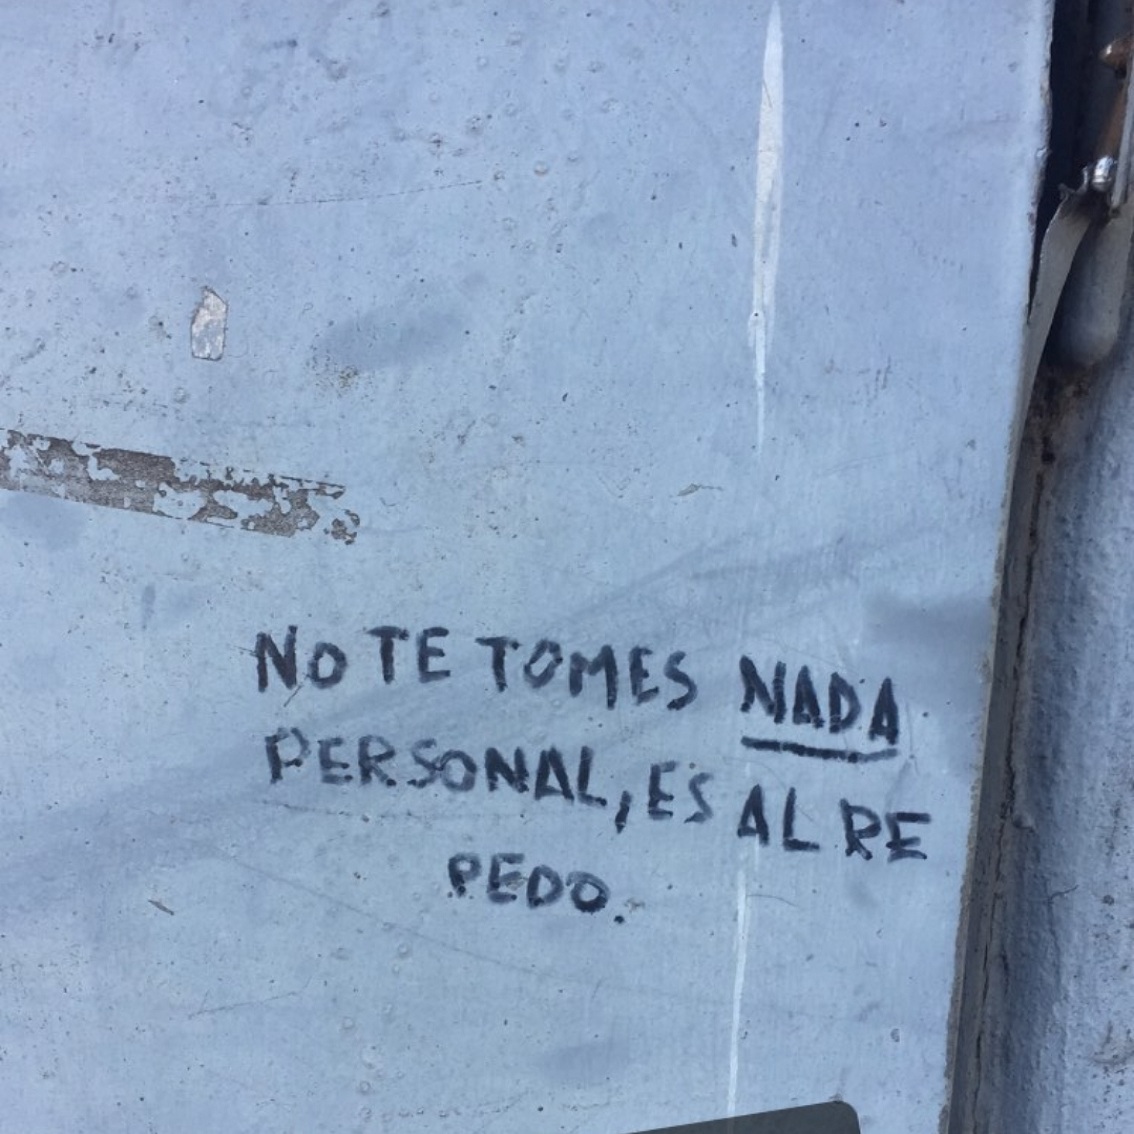 NO TE TOMES NADA
PERSONAL, ES AL RE
PEDO.